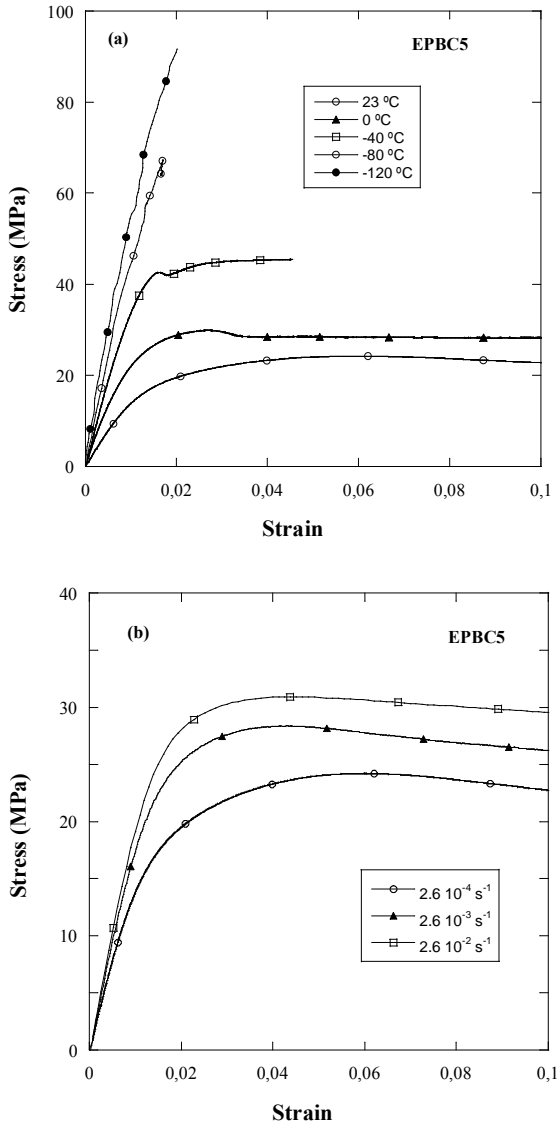 (a)
EPBC5
100
80
60
40
20
0
Stress (MPa)
23 ºC
0 ºC
-40 ºC
-80 ºC
-120 ºC
0
0,02
0,04
0,06
0,08
0,1
Strain
(b)
EPBC5
40
30
20
10
0
Stress (MPa)
2.6 10⁻⁴ s⁻¹
2.6 10⁻³ s⁻¹
2.6 10⁻² s⁻¹
0
0,02
0,04
0,06
0,08
0,1
Strain